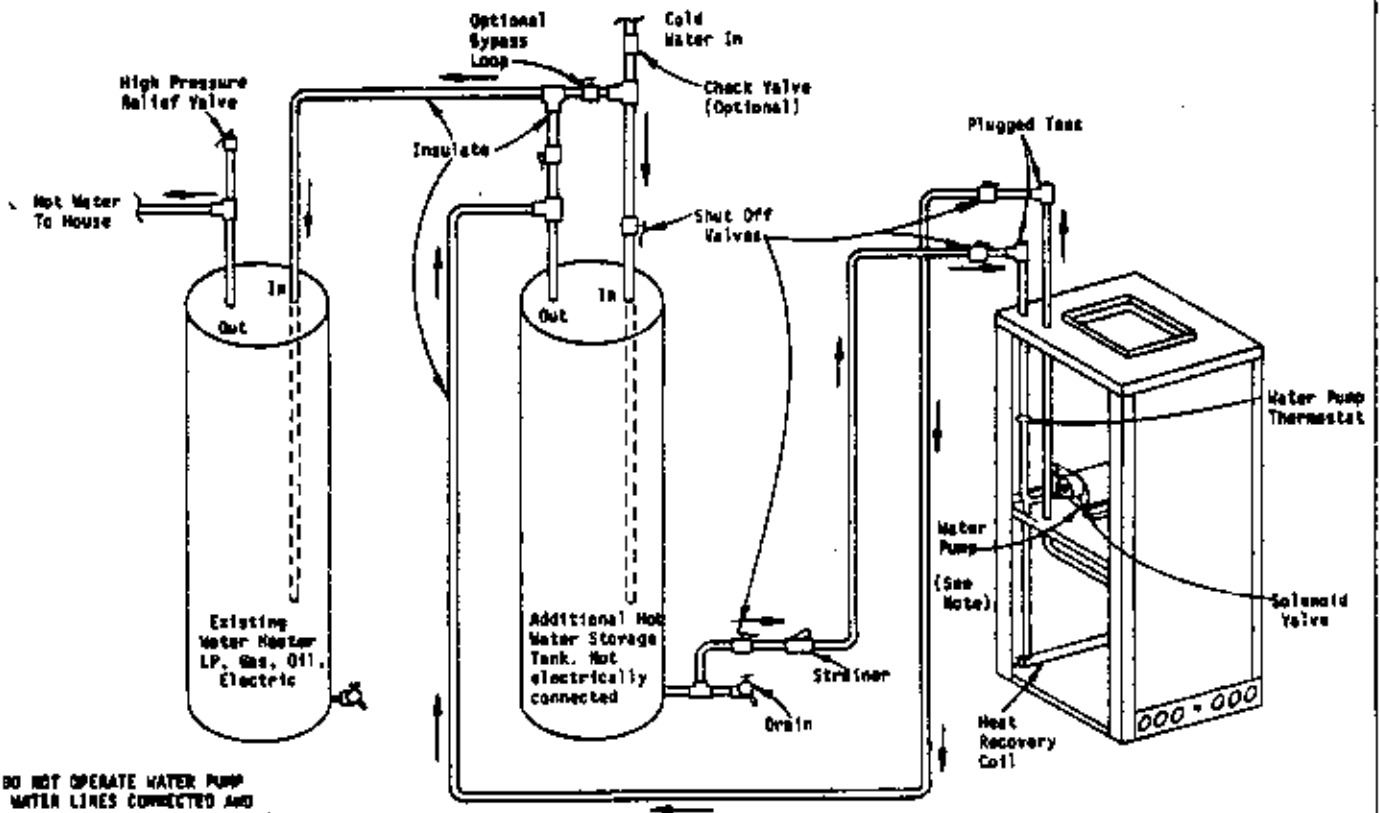 Optional
Bypass
Loop
Cold
Water In
High Pressure
Relief Valve
Check Valve
(Optional)
Plugged Tees
Insulate
Hot Water
To House
Shut Off
Valves
In
Out
In
Out
Water Pump
Thermostat
Water
Pump
(See
Note)
Solenoid
Valve
Existing
Water Heater
LP, Gas, Oil,
Electric
Additional Hot
Water Storage
Tank. Not
electrically
connected
Strainer
Drain
Heat
Recovery
Coil
DO NOT OPERATE WATER PUMP
WATER LINES CONNECTED AND